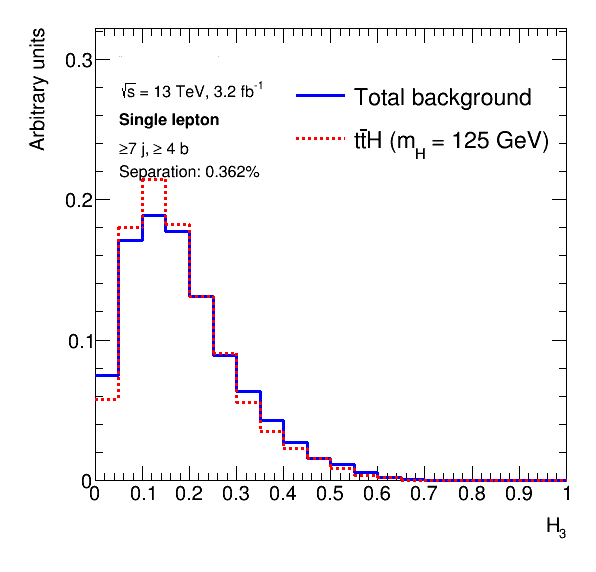 Arbitrary units
0.3
0.2
0.1
0
√s = 13 TeV, 3.2 fb⁻¹
Single lepton
≥7 j, ≥ 4 b
Separation: 0.362%
Total background
tt̄H (m_H = 125 GeV)
0 0.1 0.2 0.3 0.4 0.5 0.6 0.7 0.8 0.9 1
H₃